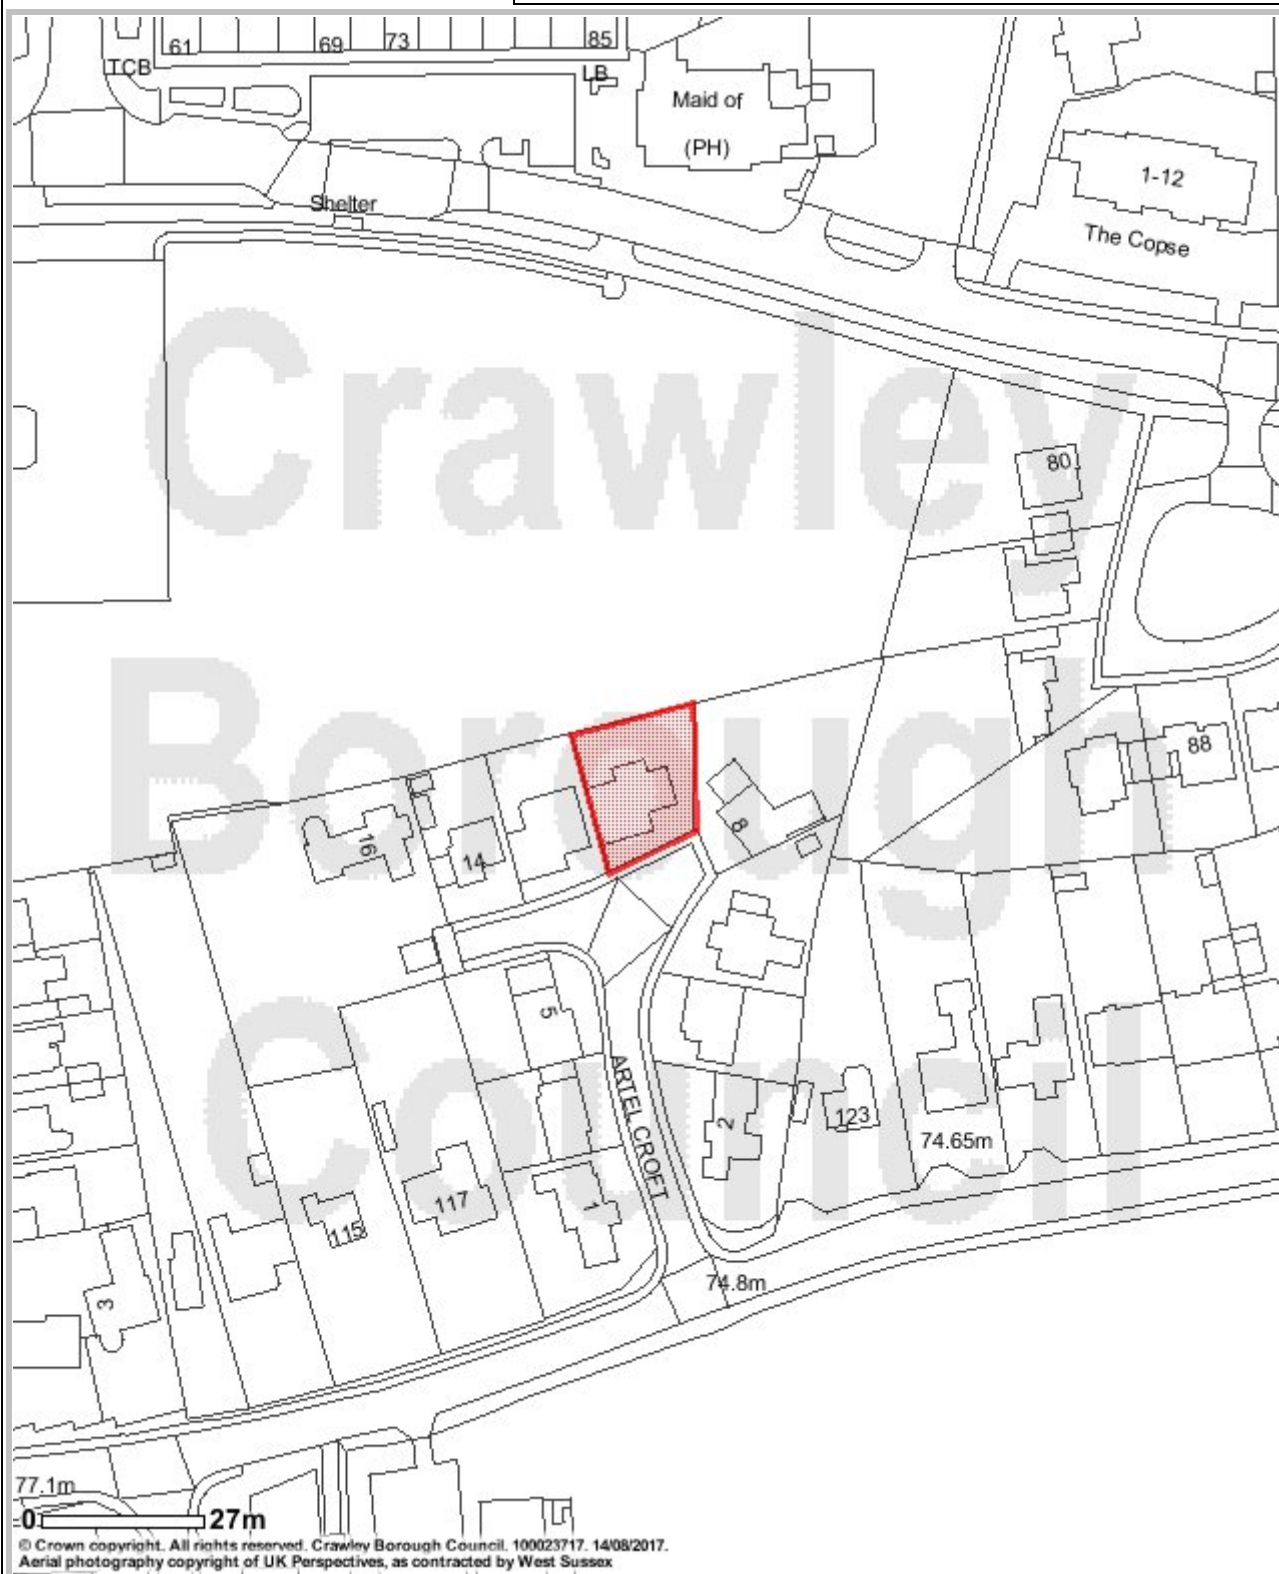 61
69
73
85
TCB
LB
Maid of
(PH)
1-12
Shelter
The Copse
Crawley
80
Borough
88
16
14
8
5
Council
ARTEL CROFT
2
123
74.65m
117
115
1
3
74.8m
77.1m
0 27m
© Crown copyright. All rights reserved. Crawley Borough Council. 100023717. 14/08/2017.
Aerial photography copyright of UK Perspectives, as contracted by West Sussex